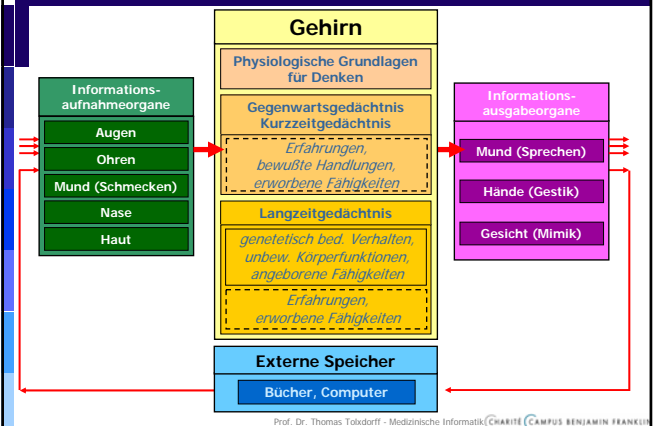 Gehirn
Physiologische Grundlagen
für Denken
Informations-
aufnahmeorgane
Augen
Ohren
Mund (Schmecken)
Nase
Haut
Gegenwartsgedächtnis
Kurzzeitgedächtnis
Erfahrungen,
bewußte Handlungen,
erworbene Fähigkeiten
Langzeitgedächtnis
genetetisch bed. Verhalten,
unbew. Körperfunktionen,
angeborene Fähigkeiten
Erfahrungen,
erworbene Fähigkeiten
Informations-
ausgabeorgane
Mund (Sprechen)
Hände (Gestik)
Gesicht (Mimik)
Externe Speicher
Bücher, Computer
Prof. Dr. Thomas Tolxdorff - Medizinische Informatik CHARITÉ CAMPUS BENJAMIN FRANKLIN